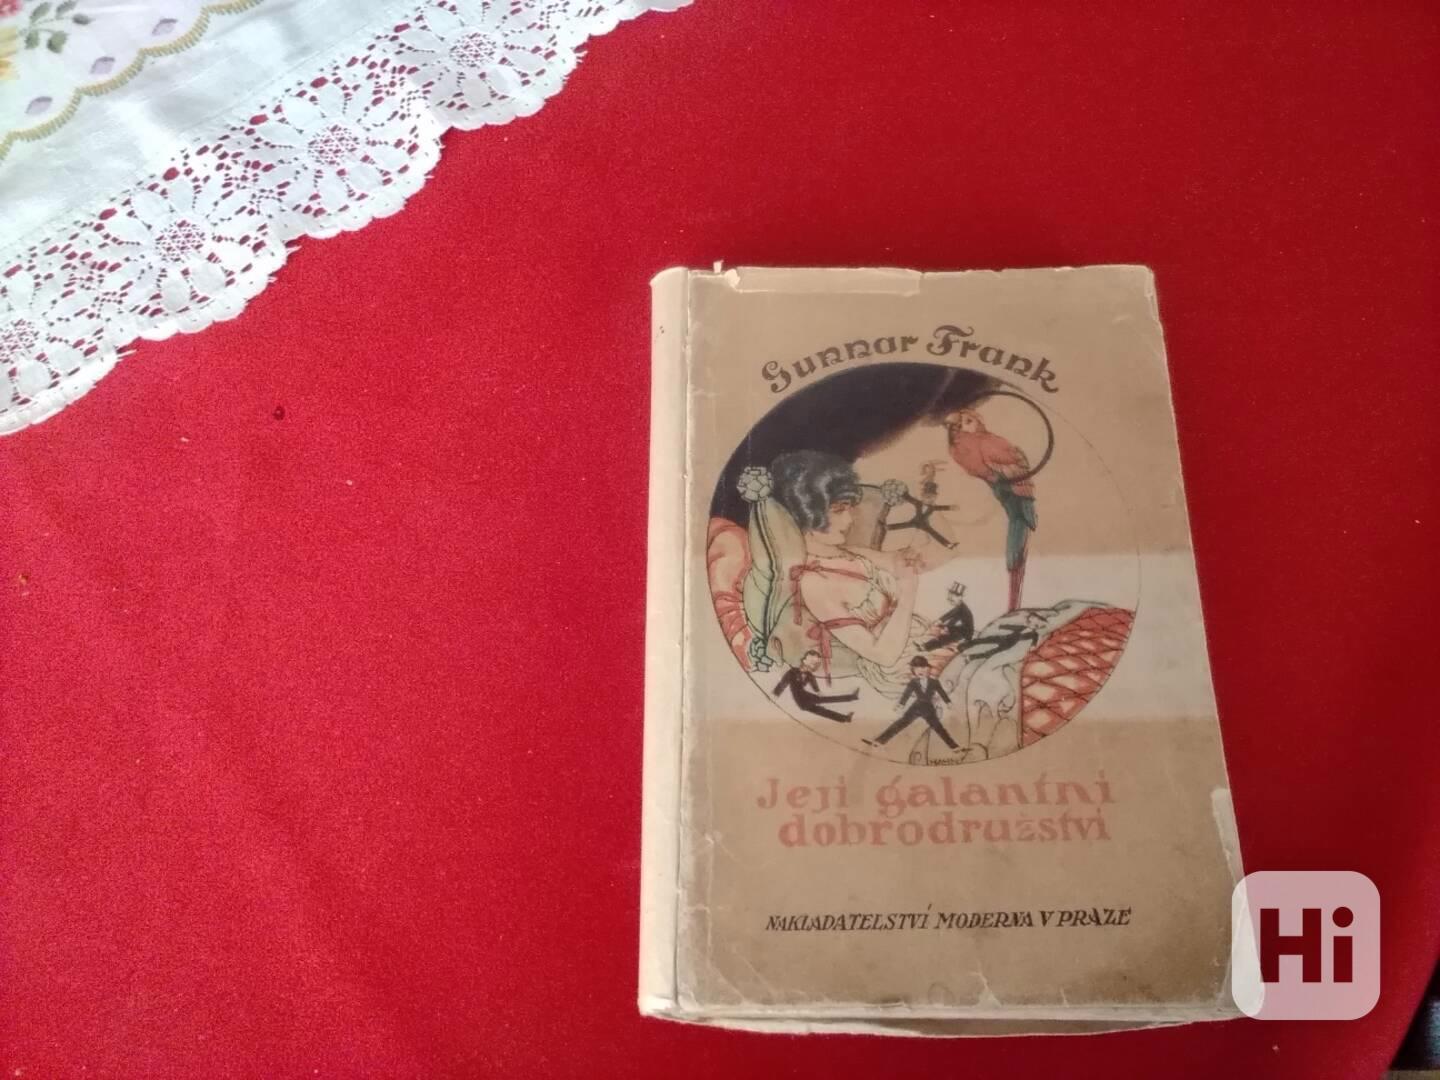 Gunnar Frank
Její galantní
dobrodružství
NAKLADATELSTVÍ MODERNA V PRAZE
Hi